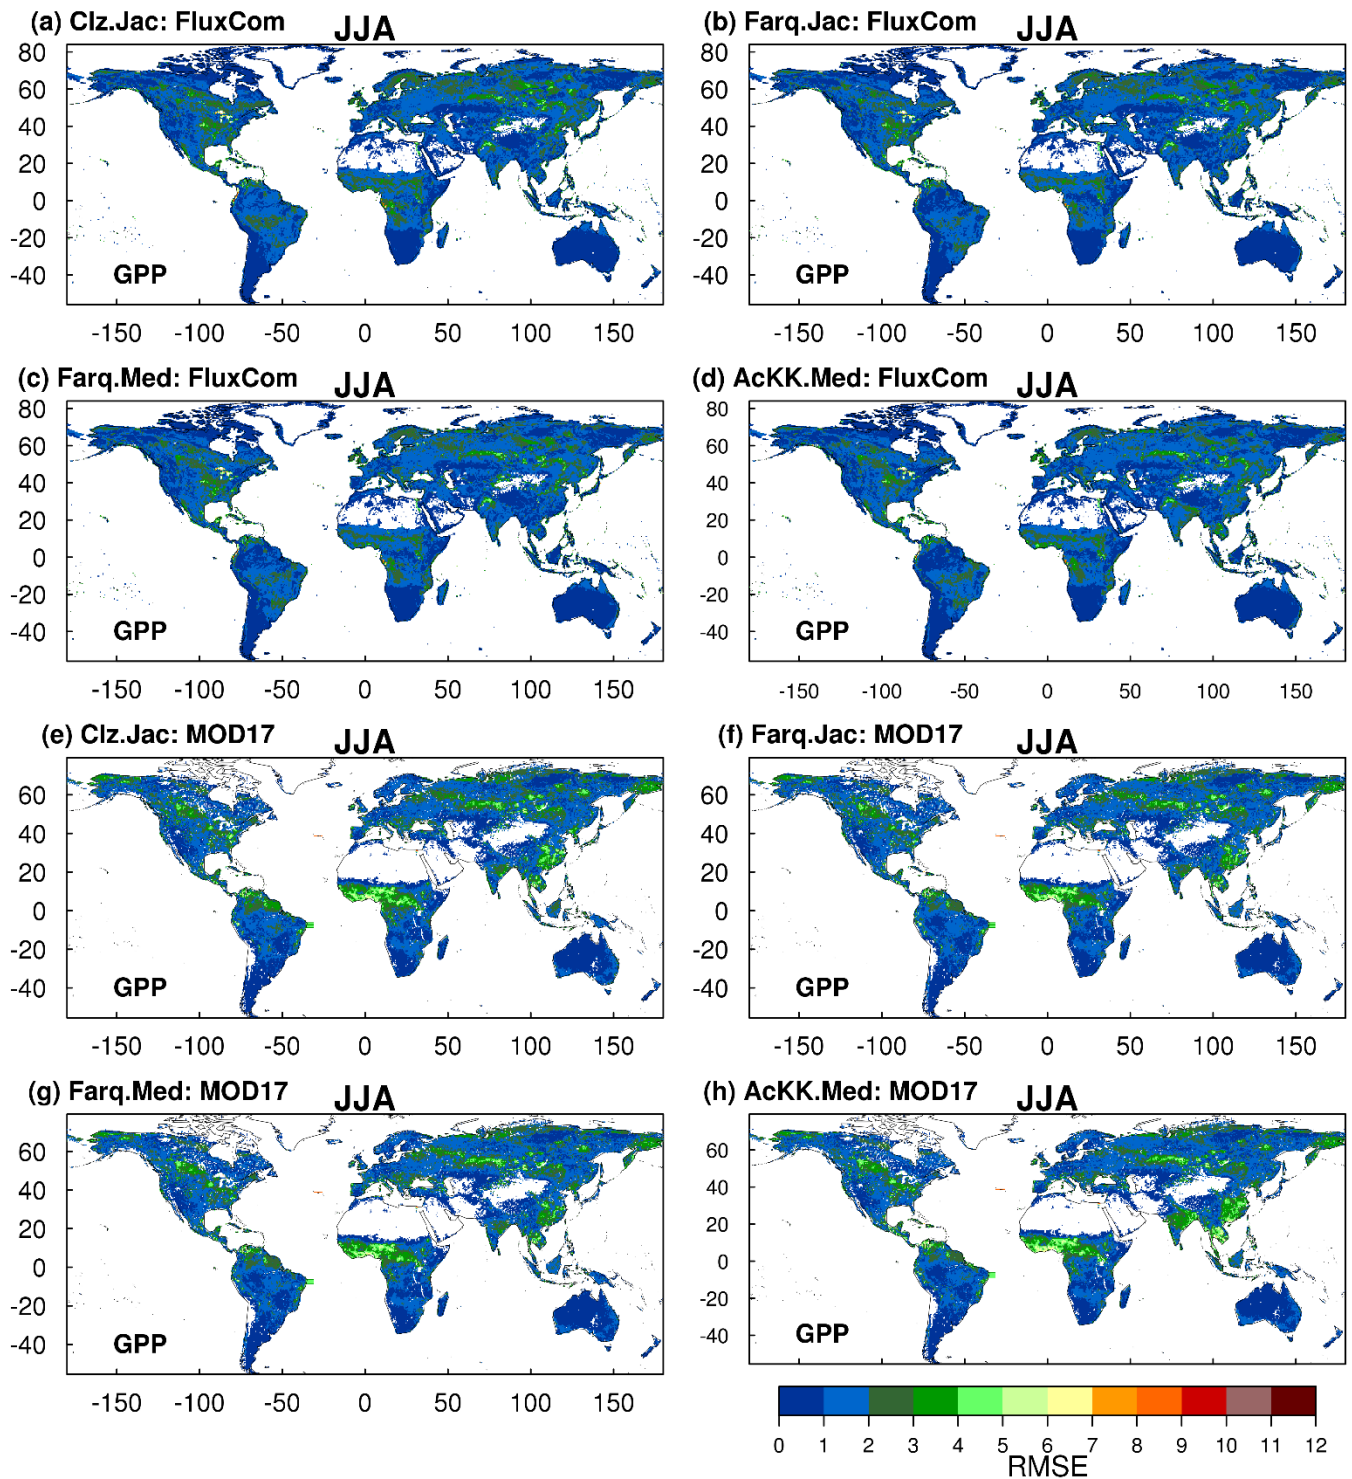 (a) Clz.Jac: FluxCom JJA
80
60
40
20
0
-20
-40
GPP
-150 -100 -50 0 50 100 150
(b) Farq.Jac: FluxCom JJA
80
60
40
20
0
-20
-40
GPP
-150 -100 -50 0 50 100 150
(c) Farq.Med: FluxCom JJA
80
60
40
20
0
-20
-40
GPP
-150 -100 -50 0 50 100 150
(d) AcKK.Med: FluxCom JJA
80
60
40
20
0
-20
-40
GPP
-150 -100 -50 0 50 100 150
(e) Clz.Jac: MOD17 JJA
60
40
20
0
-20
-40
GPP
-150 -100 -50 0 50 100 150
(f) Farq.Jac: MOD17 JJA
60
40
20
0
-20
-40
GPP
-150 -100 -50 0 50 100 150
(g) Farq.Med: MOD17 JJA
60
40
20
0
-20
-40
GPP
-150 -100 -50 0 50 100 150
(h) AcKK.Med: MOD17 JJA
60
40
20
0
-20
-40
GPP
0 1 2 3 4 5 6 7 8 9 10 11 12
RMSE